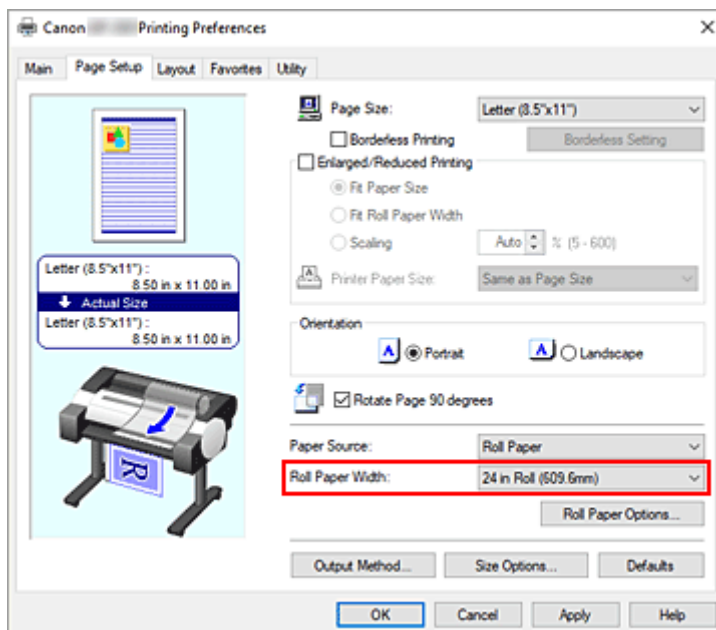 Canon Printing Preferences
Main Page Setup Layout Favorites Utility
Page Size: Letter (8.5"x11")
Borderless Printing Borderless Setting
Enlarged/Reduced Printing
Fit Paper Size
Fit Roll Paper Width
Scaling Auto % (5 - 600)
Printer Paper Size: Same as Page Size
Letter (8.5"x11") :
8.50 in x 11.00 in
Actual Size
Letter (8.5"x11") :
8.50 in x 11.00 in
Orientation
A Portrait A Landscape
Rotate Page 90 degrees
Paper Source: Roll Paper
Roll Paper Width: 24 in Roll (609.6mm)
R
Roll Paper Options...
Output Method... Size Options... Defaults
OK Cancel Apply Help